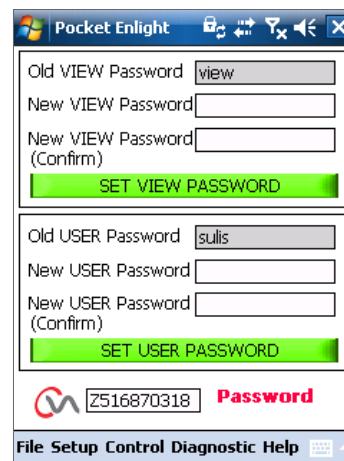 Pocket Enlight
Old VIEW Password view
New VIEW Password
New VIEW Password
(Confirm)
SET VIEW PASSWORD
Old USER Password sulis
New USER Password
New USER Password
(Confirm)
SET USER PASSWORD
Z516870318 Password
File Setup Control Diagnostic Help